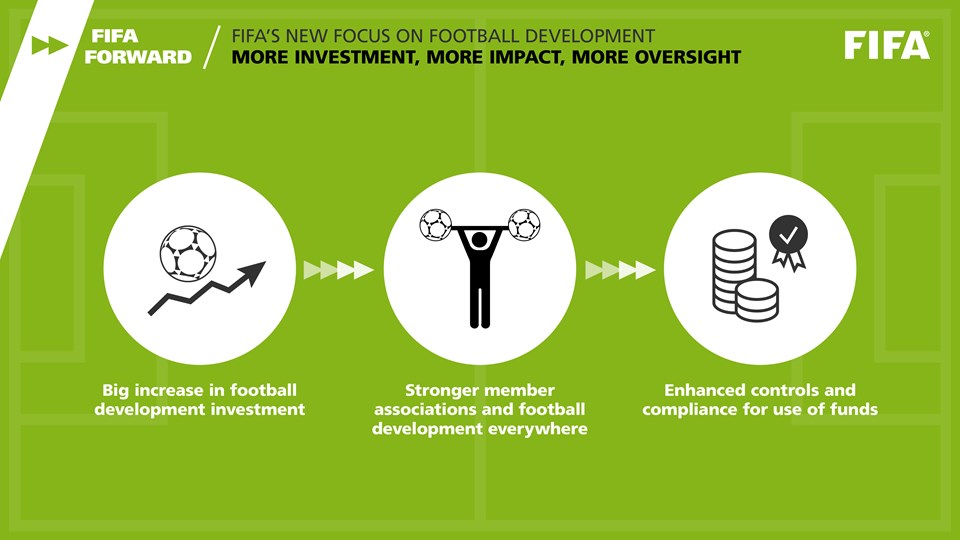 FIFA
FORWARD
FIFA'S NEW FOCUS ON FOOTBALL DEVELOPMENT
MORE INVESTMENT, MORE IMPACT, MORE OVERSIGHT
FIFA®
Big increase in football
development investment
Stronger member
associations and football
development everywhere
Enhanced controls and
compliance for use of funds